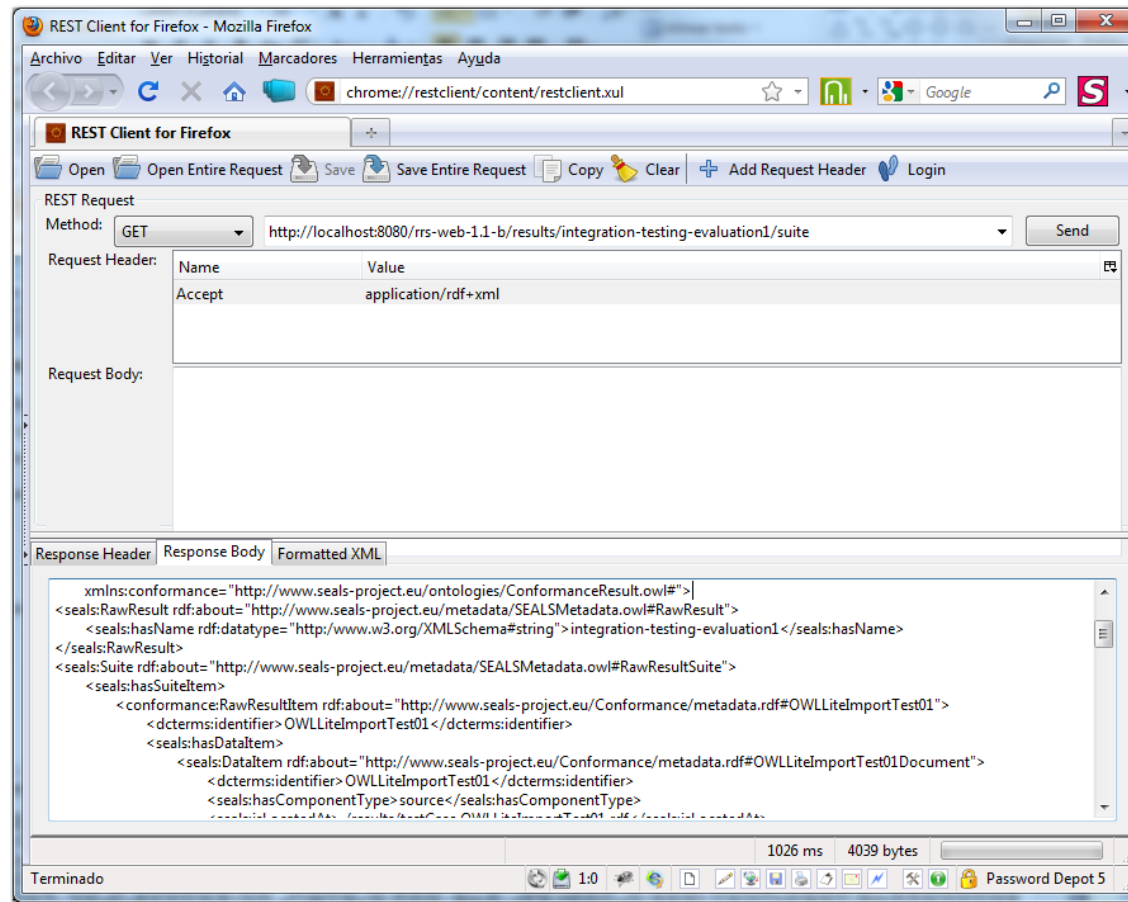 REST Client for Firefox - Mozilla Firefox
Archivo Editar Ver Historial Marcadores Herramientas Ayuda
chrome://restclient/content/restclient.xul
Google
S
REST Client for Firefox
Open Open Entire Request Save Save Entire Request Copy Clear Add Request Header Login
REST Request
Method: GET http://localhost:8080/rrs-web-1.1-b/results/integration-testing-evaluation1/suite Send
Request Header: Name Value
Accept application/rdf+xml
Request Body:
Response Header Response Body Formatted XML
xmlns:conformance="http://www.seals-project.eu/ontologies/ConformanceResult.owl#">
<seals:RawResult rdf:about="http://www.seals-project.eu/metadata/SEALSMetadata.owl#RawResult">
<seals:hasName rdf:datatype="http:/www.w3.org/XMLSchema#string">integration-testing-evaluation1</seals:hasName>
</seals:RawResult>
<seals:Suite rdf:about="http://www.seals-project.eu/metadata/SEALSMetadata.owl#RawResultSuite">
<seals:hasSuiteItem>
<conformance:RawResultItem rdf:about="http://www.seals-project.eu/Conformance/metadata.rdf#OWLLiteImportTest01">
<dcterms:identifier>OWLLiteImportTest01</dcterms:identifier>
<seals:hasDataItem>
<seals:DataItem rdf:about="http://www.seals-project.eu/Conformance/metadata.rdf#OWLLiteImportTest01Document">
<dcterms:identifier>OWLLiteImportTest01</dcterms:identifier>
<seals:hasComponentType>source</seals:hasComponentType>
1026 ms 4039 bytes
Terminado 1:0 Password Depot 5